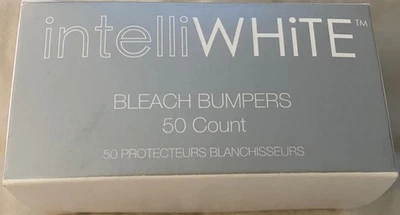 intelliWHiTE™
BLEACH BUMPERS
50 Count
50 PROTECTEURS BLANCHISSEURS